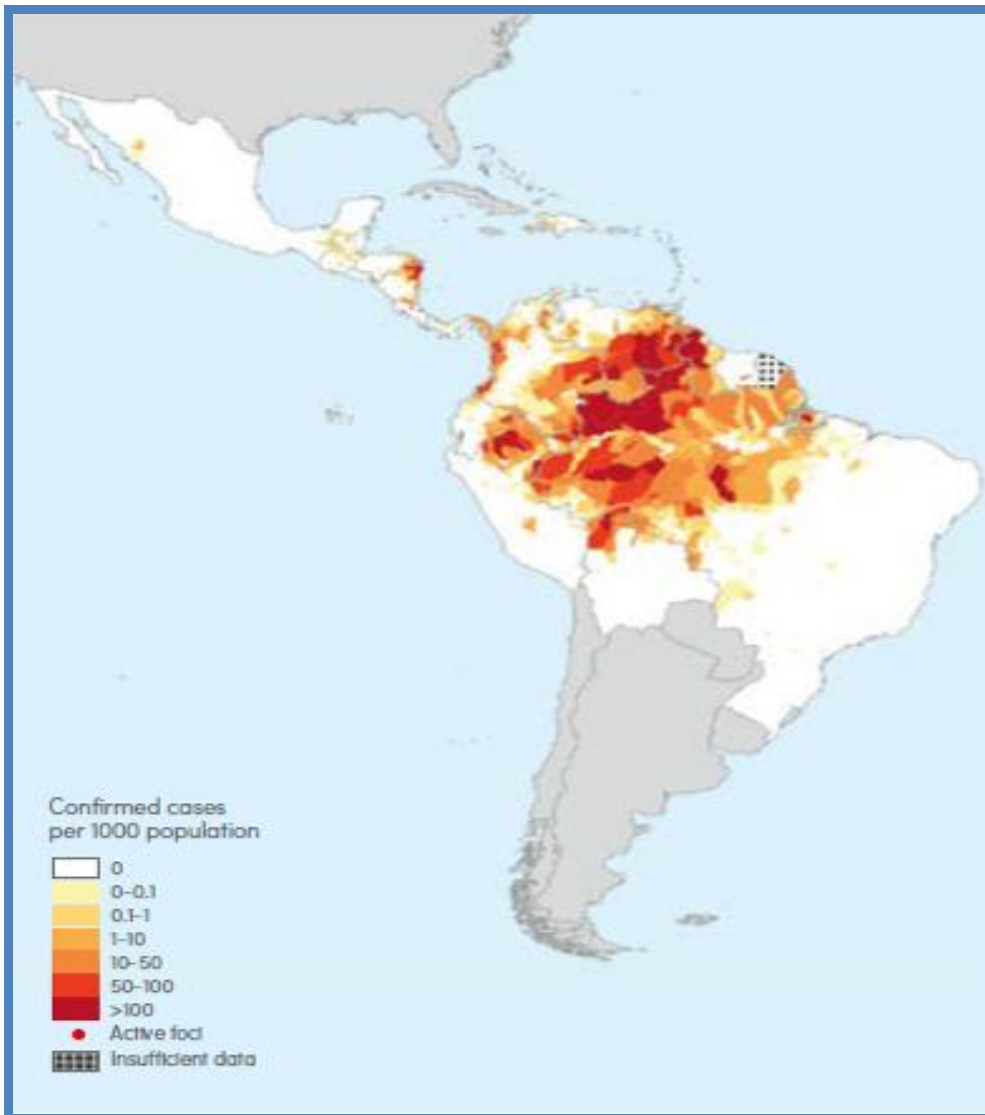 Confirmed cases
per 1000 population
0
0–0.1
0.1–1
1–10
10–50
50–100
>100
Active foci
Insufficient data